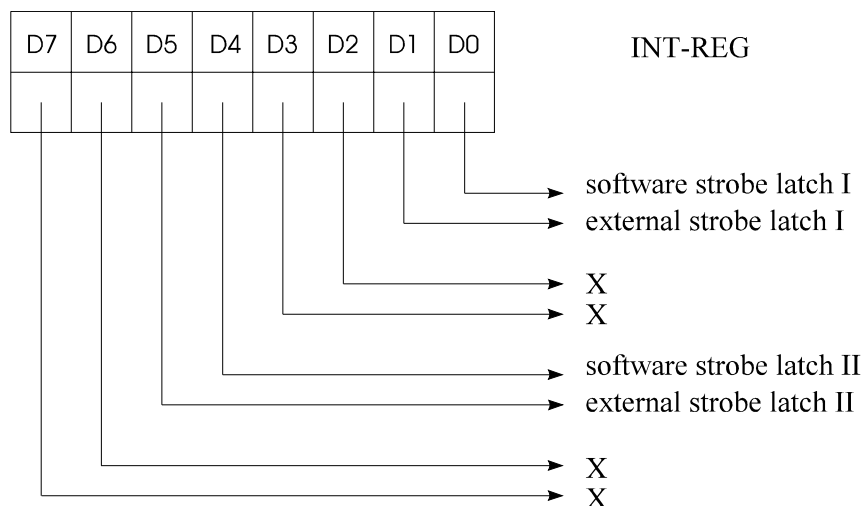 D7 D6 D5 D4 D3 D2 D1 D0 INT-REG
software strobe latch I
external strobe latch I
X
X
software strobe latch II
external strobe latch II
X
X